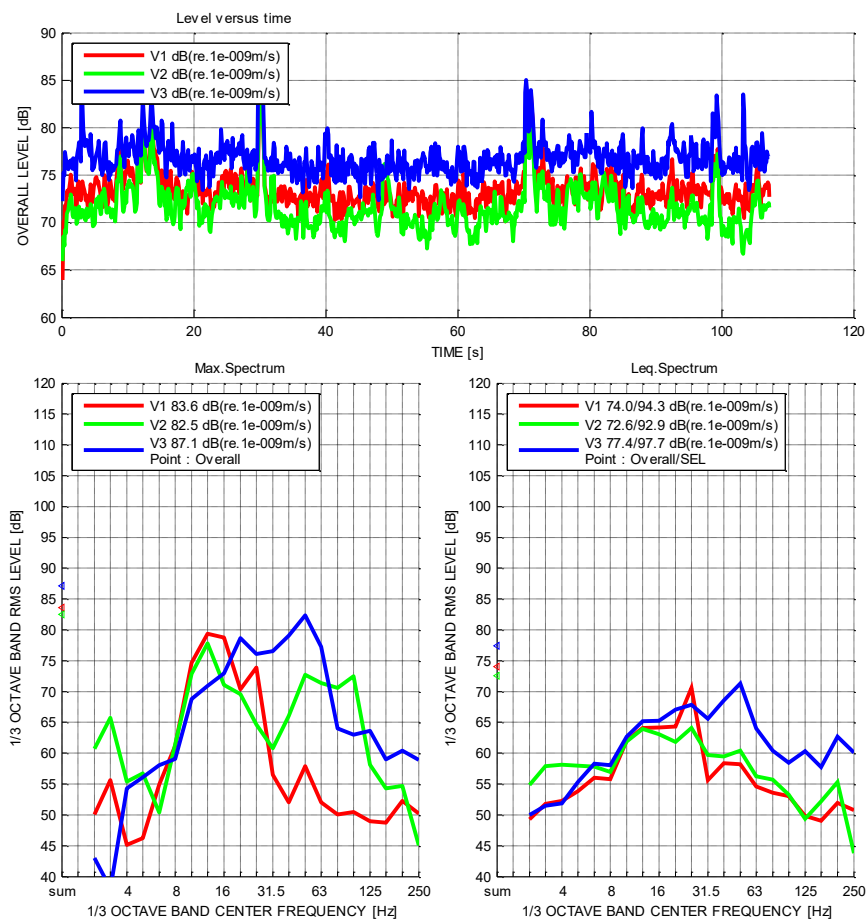 Level versus time
90
85
80
75
70
65
60
OVERALL LEVEL [dB]
V1 dB(re.1e-009m/s)
V2 dB(re.1e-009m/s)
V3 dB(re.1e-009m/s)
0 20 40 60 80 100 120
TIME [s]
Max.Spectrum
120
115
110
105
100
95
90
85
80
75
70
65
60
55
50
45
40
1/3 OCTAVE BAND RMS LEVEL [dB]
V1 83.6 dB(re.1e-009m/s)
V2 82.5 dB(re.1e-009m/s)
V3 87.1 dB(re.1e-009m/s)
Point : Overall
sum 4 8 16 31.5 63 125 250
1/3 OCTAVE BAND CENTER FREQUENCY [Hz]
Leq.Spectrum
120
115
110
105
100
95
90
85
80
75
70
65
60
55
50
45
40
1/3 OCTAVE BAND RMS LEVEL [dB]
V1 74.0/94.3 dB(re.1e-009m/s)
V2 72.6/92.9 dB(re.1e-009m/s)
V3 77.4/97.7 dB(re.1e-009m/s)
Point : Overall/SEL
sum 4 8 16 31.5 63 125 250
1/3 OCTAVE BAND CENTER FREQUENCY [Hz]